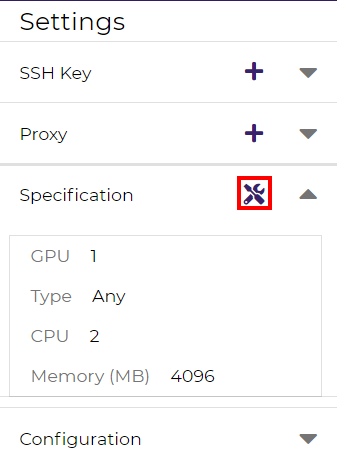 Settings
SSH Key
Proxy
Specification
GPU 1
Type Any
CPU 2
Memory (MB) 4096
Configuration